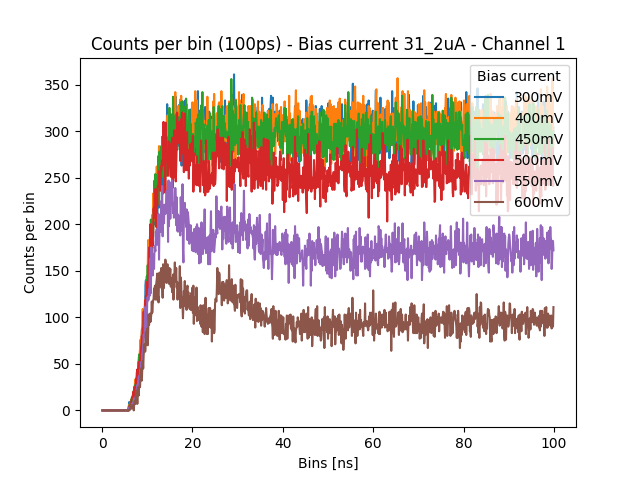 Counts per bin (100ps) - Bias current 31_2uA - Channel 1
Counts per bin
350
300
250
200
150
100
50
0
Bias current
300mV
400mV
450mV
500mV
550mV
600mV
0 20 40 60 80 100
Bins [ns]